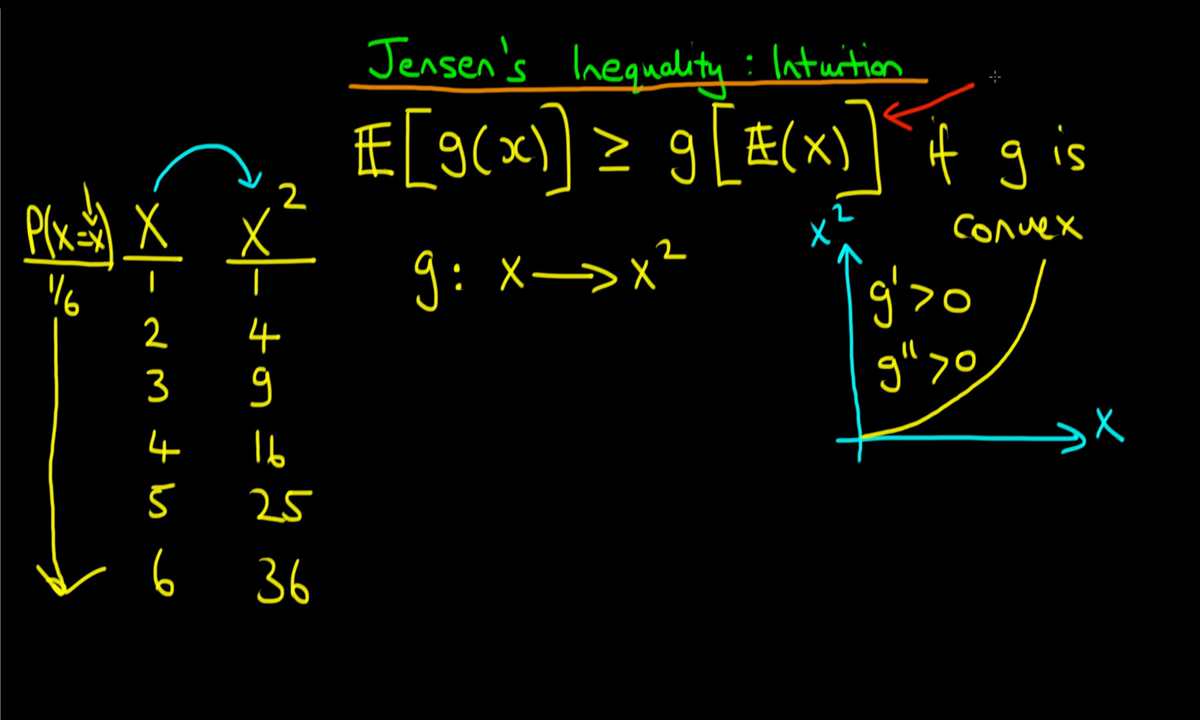 Jensen's Inequality : Intuition
𝔼[g(x)] ≥ g[𝔼(X)] if g is
convex
P(X=x) X X²
1/6 1 1
2 4
3 9
4 16
5 25
6 36
g: X → X²
X²
g' > 0
g'' > 0
X